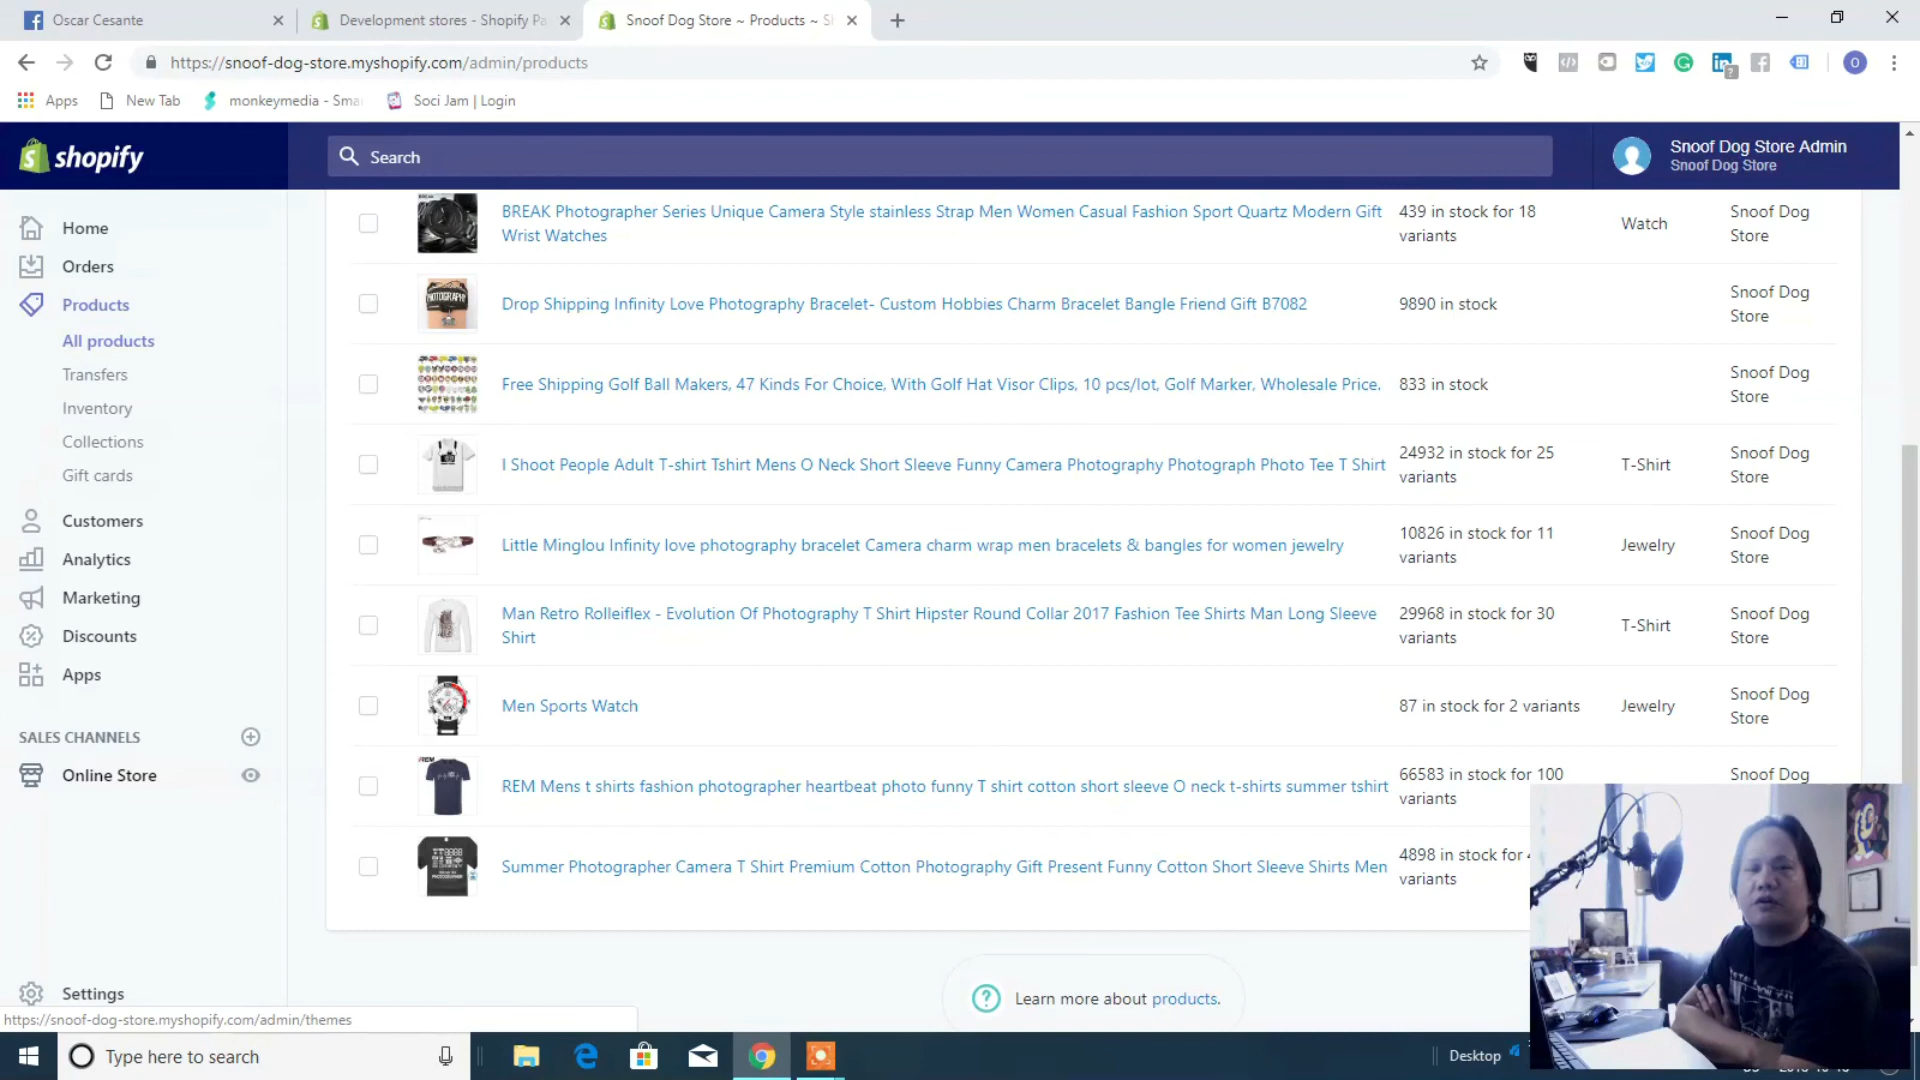 Oscar Cesante
Development stores - Shopify Pa
Snoof Dog Store ~ Products ~ Sh
https://snoof-dog-store.myshopify.com/admin/products
Apps
New Tab
monkeymedia - Sma
Soci Jam | Login
shopify
Search
Snoof Dog Store Admin
Snoof Dog Store
Home
Orders
Products
All products
Transfers
Inventory
Collections
Gift cards
Customers
Analytics
Marketing
Discounts
Apps
SALES CHANNELS
Online Store
Settings
BREAK Photographer Series Unique Camera Style stainless Strap Men Women Casual Fashion Sport Quartz Modern Gift
Wrist Watches
439 in stock for 18
variants
Watch
Snoof Dog
Store
Drop Shipping Infinity Love Photography Bracelet- Custom Hobbies Charm Bracelet Bangle Friend Gift B7082
9890 in stock
Snoof Dog
Store
Free Shipping Golf Ball Makers, 47 Kinds For Choice, With Golf Hat Visor Clips, 10 pcs/lot, Golf Marker, Wholesale Price.
833 in stock
Snoof Dog
Store
I Shoot People Adult T-shirt Tshirt Mens O Neck Short Sleeve Funny Camera Photography Photograph Photo Tee T Shirt
24932 in stock for 25
variants
T-Shirt
Snoof Dog
Store
Little Minglou Infinity love photography bracelet Camera charm wrap men bracelets & bangles for women jewelry
10826 in stock for 11
variants
Jewelry
Snoof Dog
Store
Man Retro Rolleiflex - Evolution Of Photography T Shirt Hipster Round Collar 2017 Fashion Tee Shirts Man Long Sleeve
Shirt
29968 in stock for 30
variants
T-Shirt
Snoof Dog
Store
Men Sports Watch
87 in stock for 2 variants
Jewelry
Snoof Dog
Store
REM Mens t shirts fashion photographer heartbeat photo funny T shirt cotton short sleeve O neck t-shirts summer tshirt
66583 in stock for 100
variants
Snoof Dog
Summer Photographer Camera T Shirt Premium Cotton Photography Gift Present Funny Cotton Short Sleeve Shirts Men
4898 in stock for
variants
Learn more about products.
https://snoof-dog-store.myshopify.com/admin/themes
Type here to search
Desktop